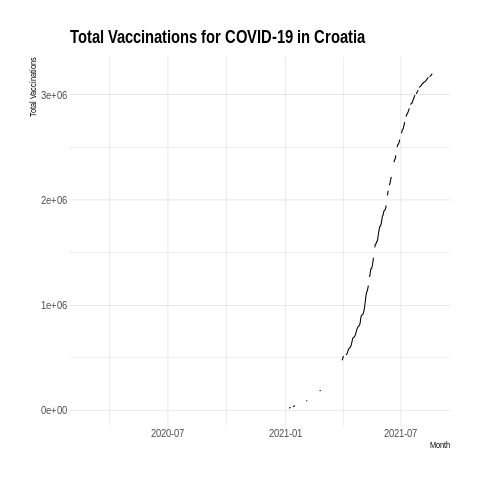 Total Vaccinations for COVID-19 in Croatia
Total Vaccinations
3e+06
2e+06
1e+06
0e+00
2020-07
2021-01
2021-07
Month